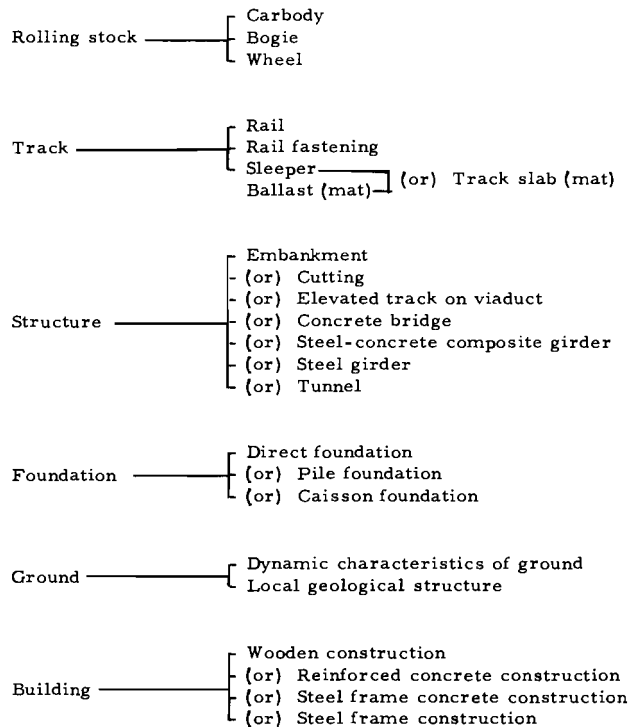 Carbody
Rolling stock Bogie
Wheel
Rail
Track Rail fastening
Sleeper
(or) Track slab (mat)
Ballast (mat)
Embankment
(or) Cutting
(or) Elevated track on viaduct
Structure (or) Concrete bridge
(or) Steel-concrete composite girder
(or) Steel girder
(or) Tunnel
Direct foundation
Foundation (or) Pile foundation
(or) Caisson foundation
Dynamic characteristics of ground
Ground
Local geological structure
Wooden construction
(or) Reinforced concrete construction
Building (or) Steel frame concrete construction
(or) Steel frame construction